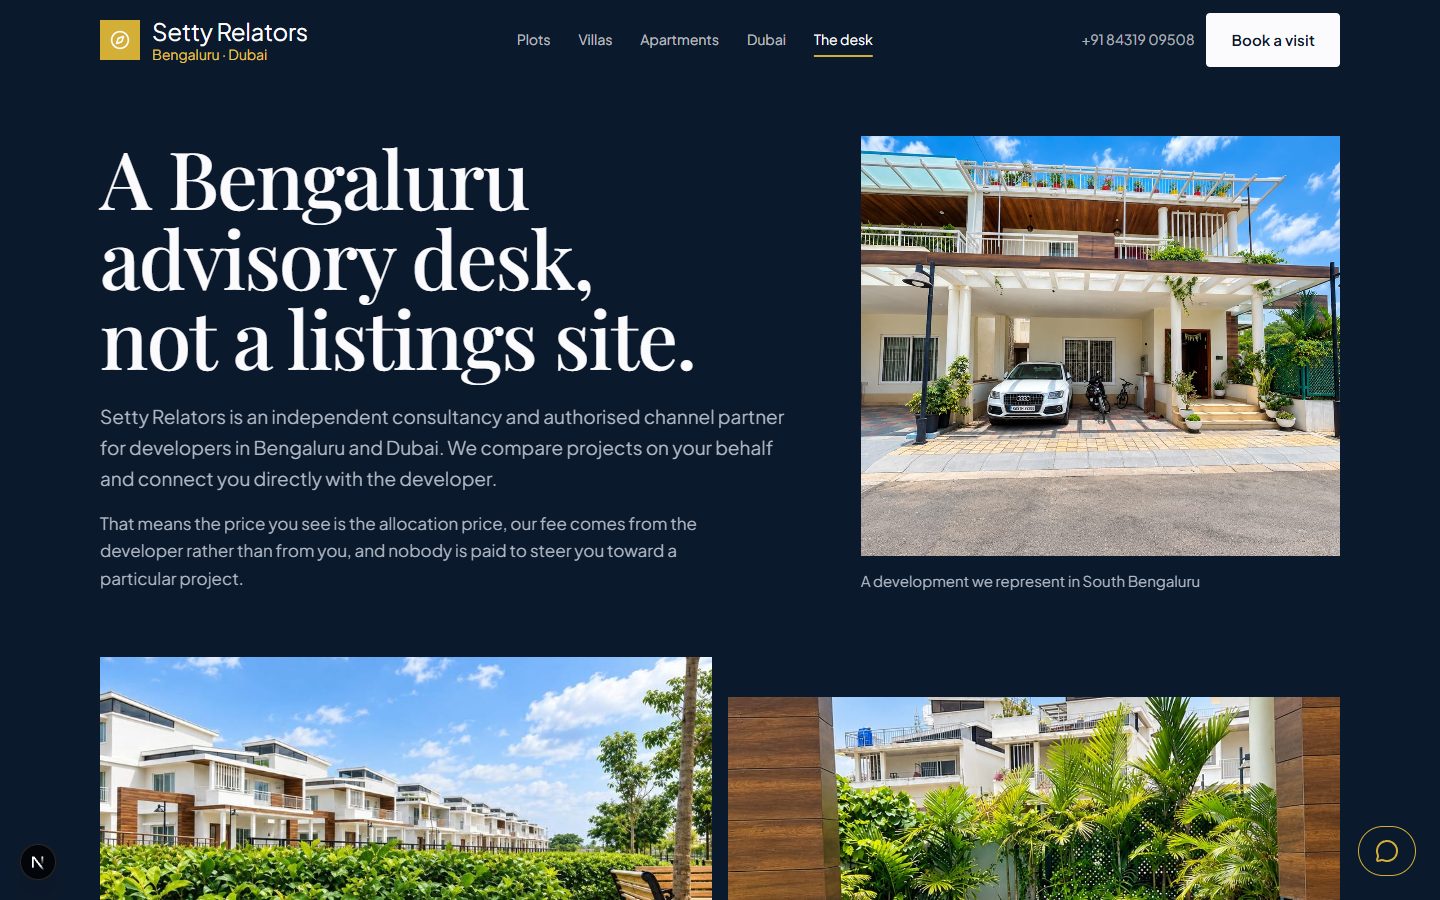 Setty Relators
Bengaluru · Dubai
Plots
Villas
Apartments
Dubai
The desk
+91 84319 09508
Book a visit
A Bengaluru
advisory desk,
not a listings site.
Setty Relators is an independent consultancy and authorised channel partner
for developers in Bengaluru and Dubai. We compare projects on your behalf
and connect you directly with the developer.
That means the price you see is the allocation price, our fee comes from the
developer rather than from you, and nobody is paid to steer you toward a
particular project.
A development we represent in South Bengaluru
N